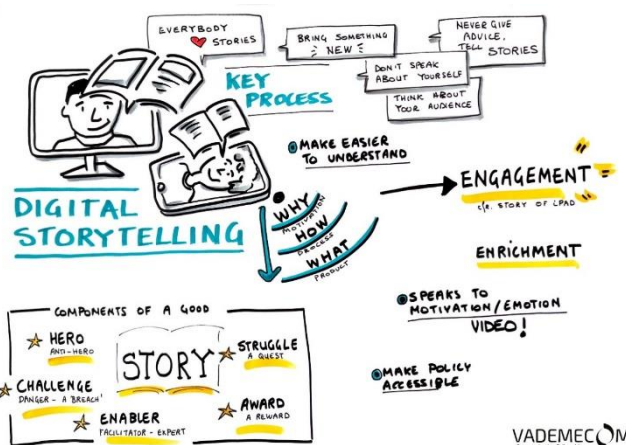 EVERYBODY
STORIES
BRING SOMETHING
NEW
NEVER GIVE
ADVICE,
TELL STORIES
DON'T SPEAK
ABOUT YOURSELF
THINK ABOUT
YOUR AUDIENCE
KEY
PROCESS
MAKE EASIER
TO UNDERSTAND
DIGITAL
STORYTELLING
WHY
MOTIVATION
HOW
PROCESS
WHAT
PRODUCT
ENGAGEMENT
STORY OF LPAD
ENRICHMENT
SPEAKS TO
MOTIVATION/EMOTION
VIDEO!
MAKE POLICY
ACCESSIBLE
COMPONENTS OF A GOOD
STORY
HERO
ANTI-HERO
CHALLENGE
DANGER - A BREACH'
ENABLER
FACILITATOR - EXPERT
STRUGGLE
A QUEST
AWARD
A REWARD
VADEMECOM